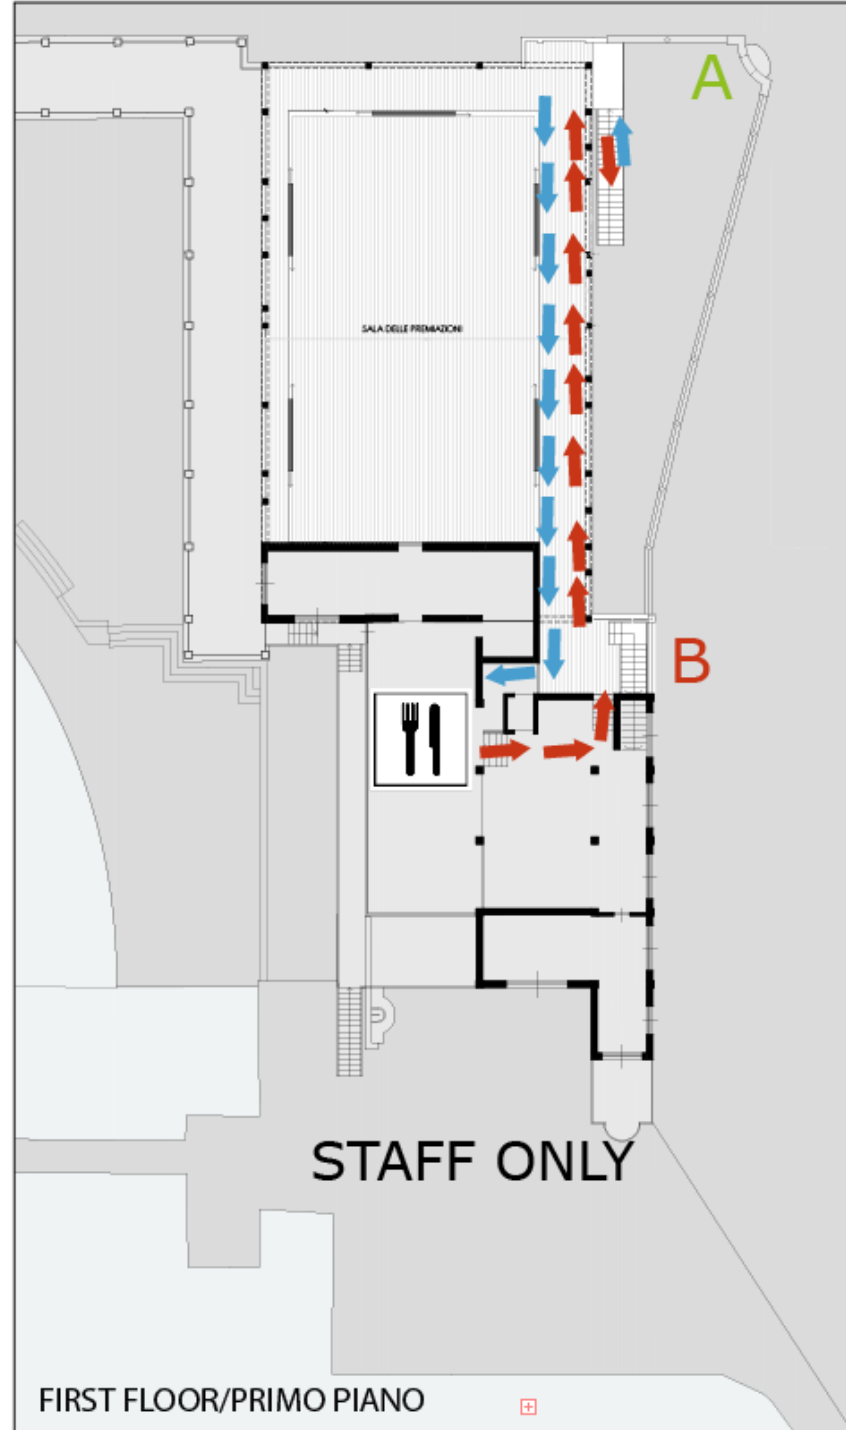 A
SALA DELLE PREMIAZIONI
B
STAFF ONLY
FIRST FLOOR/PRIMO PIANO